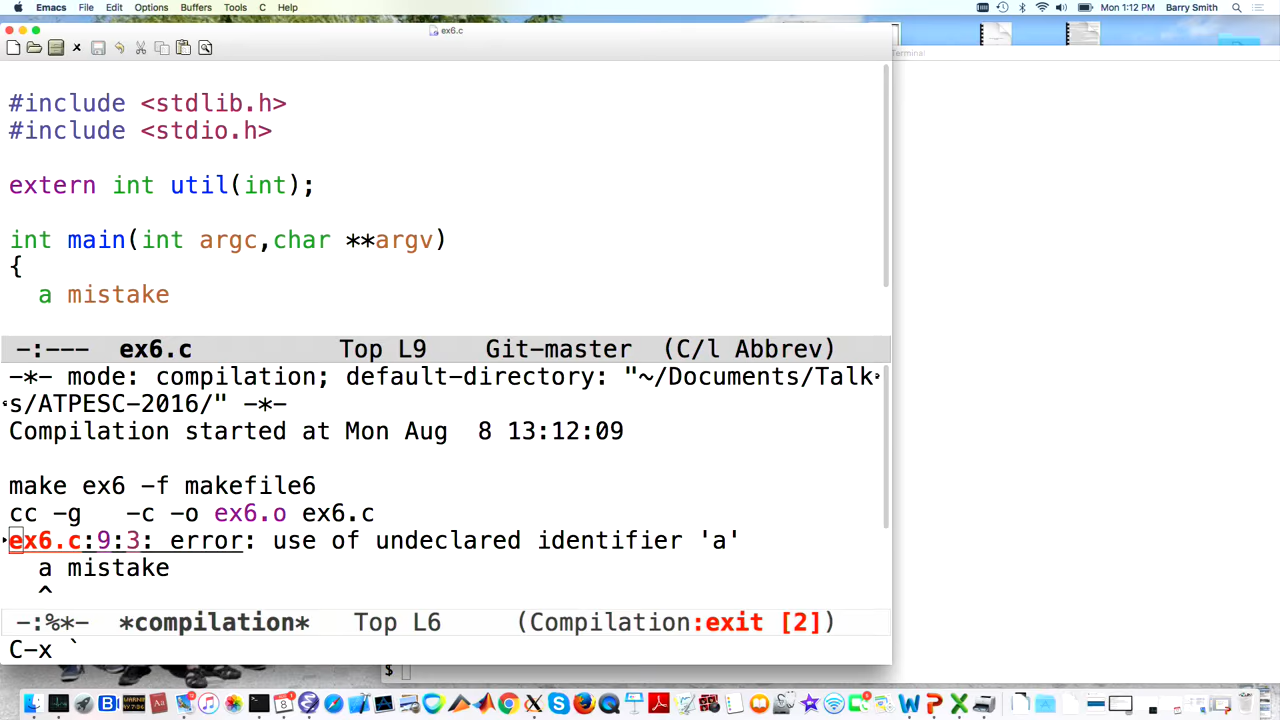 Emacs File Edit Options Buffers Tools C Help
Mon 1:12 PM Barry Smith
ex6.c
Terminal
#include <stdlib.h>
#include <stdio.h>
extern int util(int);
int main(int argc,char **argv)
{
a mistake
-:--- ex6.c Top L9 Git-master (C/l Abbrev)
-*- mode: compilation; default-directory: "~/Documents/Talk
s/ATPESC-2016/" -*-
Compilation started at Mon Aug 8 13:12:09
make ex6 -f makefile6
cc -g -c -o ex6.o ex6.c
ex6.c:9:3: error: use of undeclared identifier 'a'
a mistake
^
-:%*- *compilation* Top L6 (Compilation:exit [2])
C-x `
$